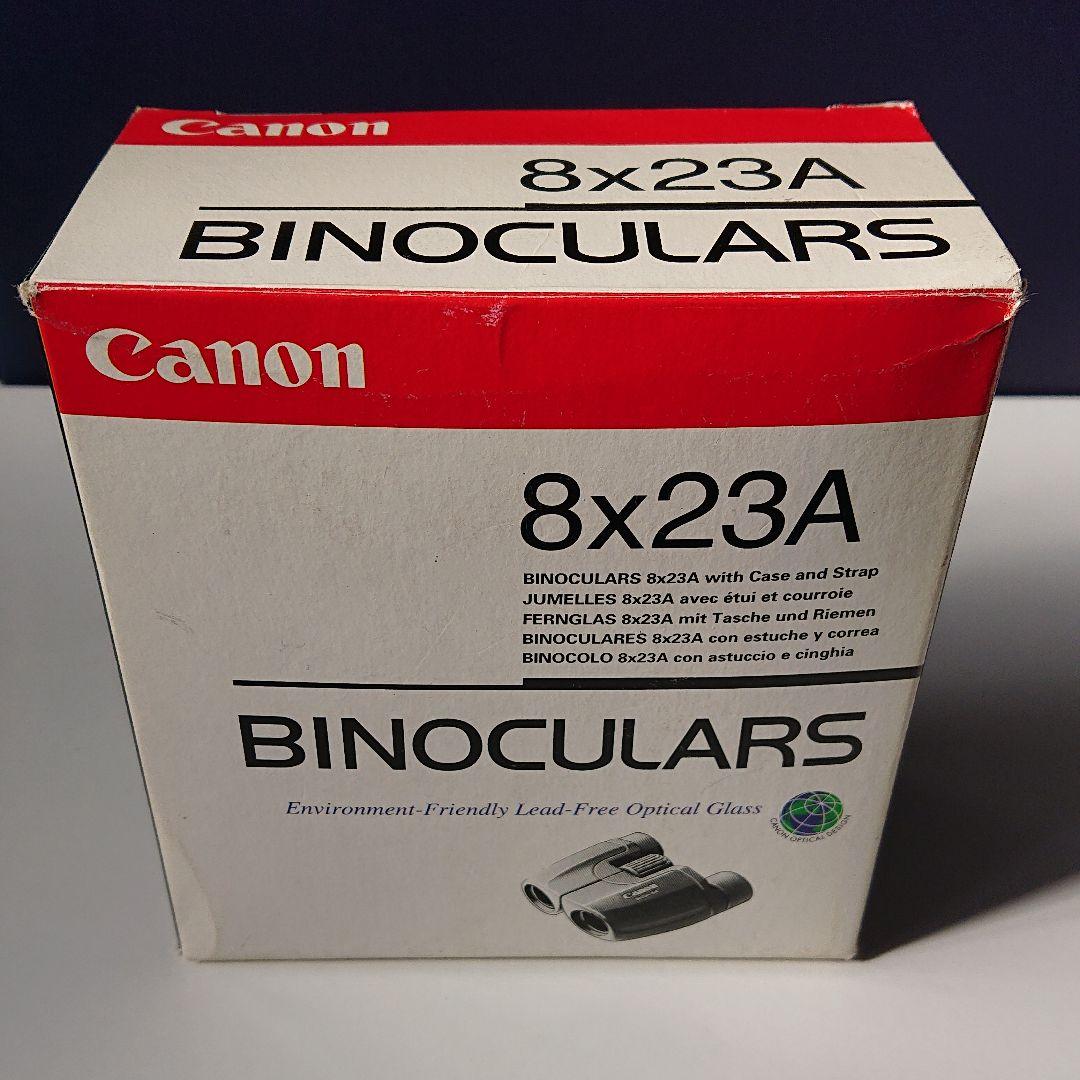 Canon
8x23A
BINOCULARS
Canon
8x23A
BINOCULARS 8x23A with Case and Strap
JUMELLES 8x23A avec étui et courroie
FERNGLAS 8x23A mit Tasche und Riemen
BINOCULARES 8x23A con estuche y correa
BINOCOLO 8x23A con astuccio e cinghia
BINOCULARS
Environment-Friendly Lead-Free Optical Glass
CANON OPTICAL DESIGN
Canon